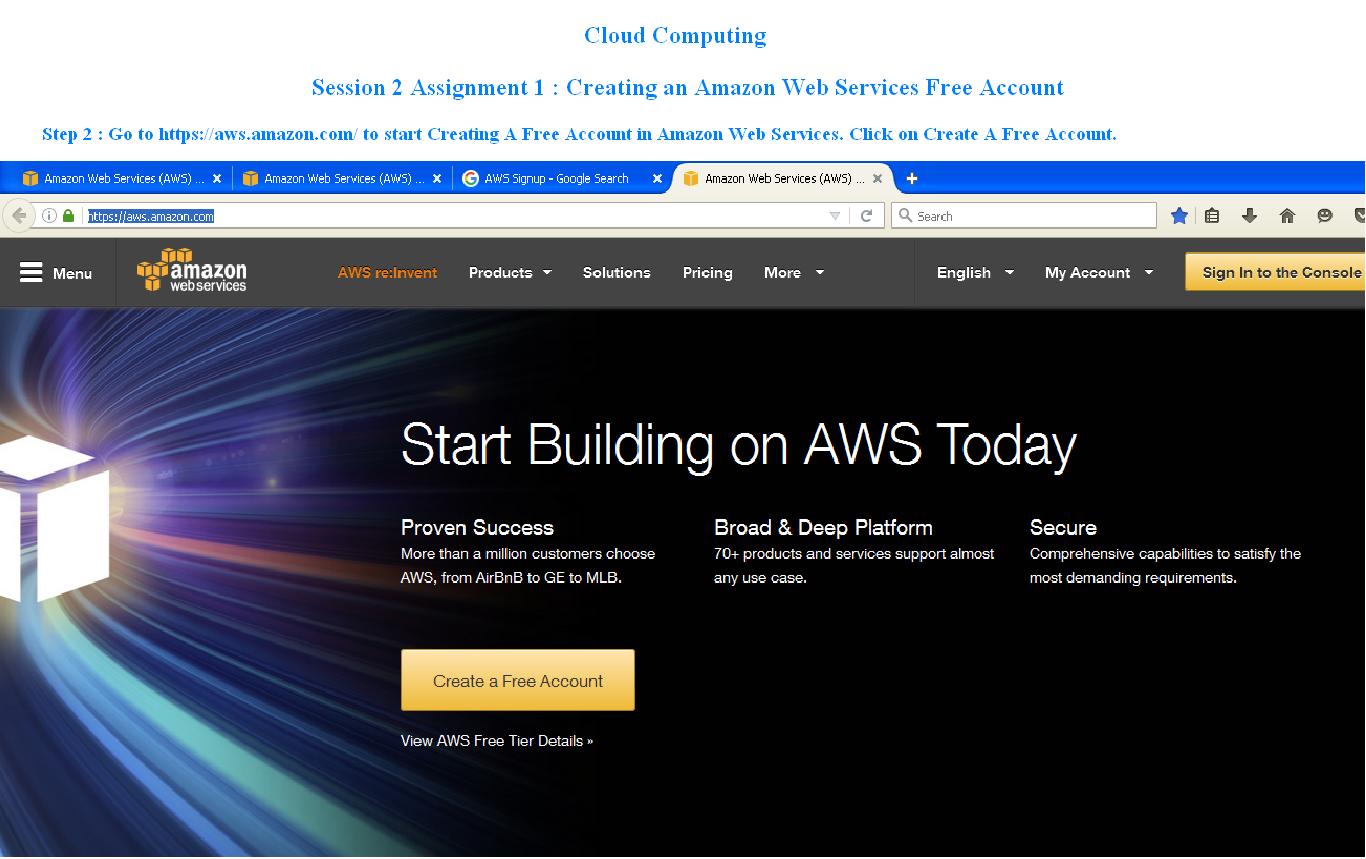 Cloud Computing
Session 2 Assignment 1 : Creating an Amazon Web Services Free Account
Step 2 : Go to https://aws.amazon.com/ to start Creating A Free Account in Amazon Web Services. Click on Create A Free Account.
Amazon Web Services (AWS) ... Amazon Web Services (AWS) ... AWS Signup - Google Search Amazon Web Services (AWS) ...
https://aws.amazon.com Search
Menu amazon webservices AWS re:Invent Products Solutions Pricing More English My Account Sign In to the Console
Start Building on AWS Today
Proven Success
More than a million customers choose
AWS, from AirBnB to GE to MLB.
Broad & Deep Platform
70+ products and services support almost
any use case.
Secure
Comprehensive capabilities to satisfy the
most demanding requirements.
Create a Free Account
View AWS Free Tier Details »